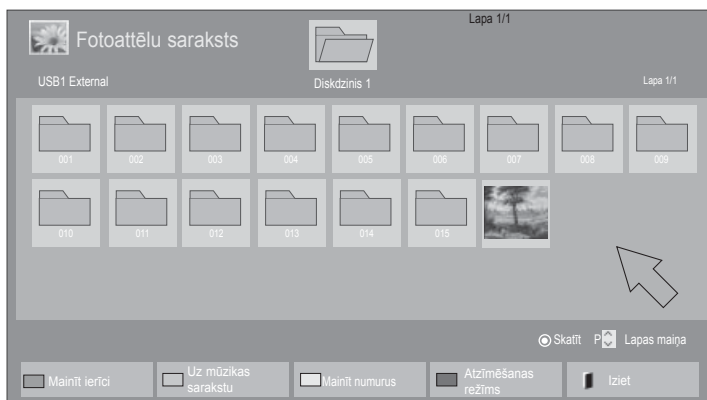 Lapa 1/1
Fotoattēlu saraksts
USB1 External
Diskdzinis 1
Lapa 1/1
001 002 003 004 005 006 007 008 009
010 011 012 013 014 015
Skatīt P Lapas maiņa
Mainīt ierīci
Uz mūzikas
sarakstu
Mainīt numurus
Atzīmēšanas
režīms
Iziet